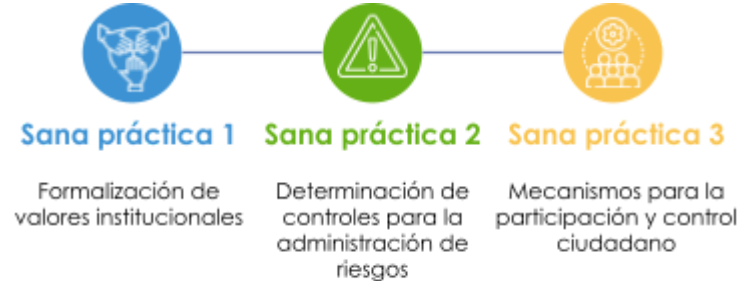 Sana práctica 1
Formalización de
valores institucionales
Sana práctica 2
Determinación de
controles para la
administración de
riesgos
Sana práctica 3
Mecanismos para la
participación y control
ciudadano